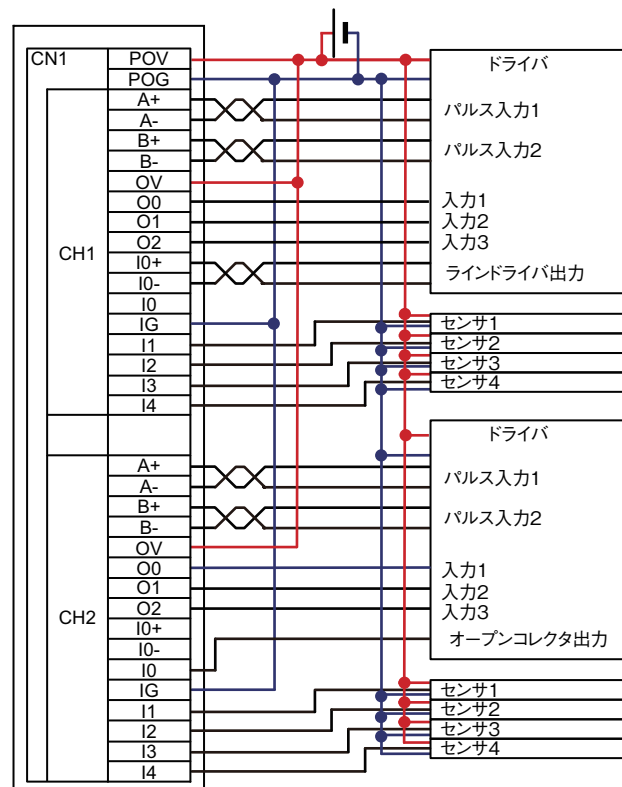 CN1
POV
POG
CH1
A+
A-
B+
B-
OV
O0
O1
O2
I0+
I0-
I0
IG
I1
I2
I3
I4
CH2
A+
A-
B+
B-
OV
O0
O1
O2
I0+
I0-
I0
IG
I1
I2
I3
I4
ドライバ
パルス入力1
パルス入力2
入力1
入力2
入力3
ラインドライバ出力
センサ1
センサ2
センサ3
センサ4
ドライバ
パルス入力1
パルス入力2
入力1
入力2
入力3
オープンコレクタ出力
センサ1
センサ2
センサ3
センサ4